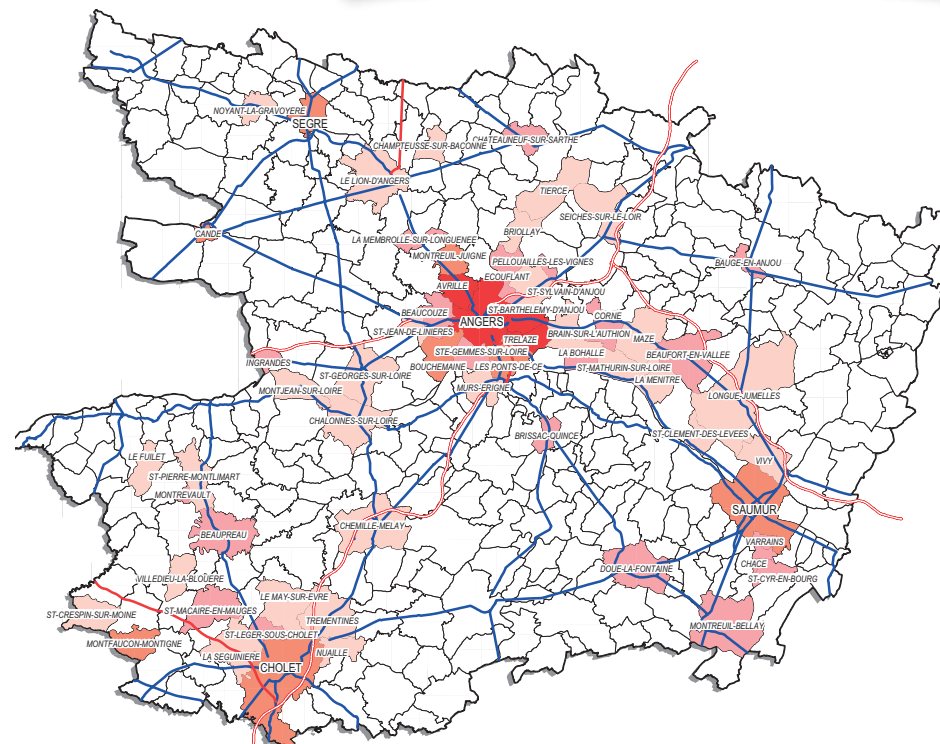 NOYANT-LA-GRAVOYERE
SEGRE
CHAMPTEUSSE-SUR-BACONNE
CHATEAUNEUF-SUR-SARTHE
LE LION-D'ANGERS
TIERCE
SEICHES-SUR-LE-LOIR
CANDE
BRIOLLAY
LA MEMBROLLE-SUR-LONGUENEE
MONTREUIL-JUIGNE
PELLOUAILLES-LES-VIGNES
BAUGE-EN-ANJOU
ECOUFLANT
AVRILLE
ST-SYLVAIN-D'ANJOU
BEAUCOUZE
ST-BARTHELEMY-D'ANJOU
CORNE
ANGERS
ST-JEAN-DE-LINIERES
BRAIN-SUR-L'AUTHION
TRELAZE
MAZE
STE-GEMMES-SUR-LOIRE
LA BOHALLE
BEAUFORT-EN-VALLEE
INGRANDES
BOUCHEMAINE
LES PONTS-DE-CE
ST-MATHURIN-SUR-LOIRE
ST-GEORGES-SUR-LOIRE
LA MENITRE
MONTJEAN-SUR-LOIRE
MURS-ERIGNE
LONGUE-JUMELLES
CHALONNES-SUR-LOIRE
BRISSAC-QUINCE
ST-CLEMENT-DES-LEVEES
LE FUILET
VIVY
ST-PIERRE-MONTLIMART
MONTREVAULT
SAUMUR
CHEMILLE-MELAY
BEAUPREAU
VARRAINS
CHACE
DOUE-LA-FONTAINE
VILLEDIEU-LA-BLOUERE
ST-CYR-EN-BOURG
LE MAY-SUR-EVRE
ST-CRESPIN-SUR-MOINE
ST-MACAIRE-EN-MAUGES
TREMENTINES
MONTREUIL-BELLAY
ST-LEGER-SOUS-CHOLET
MONTFAUCON-MONTIGNE
LA SEGUINIERE
NUAILLE
CHOLET